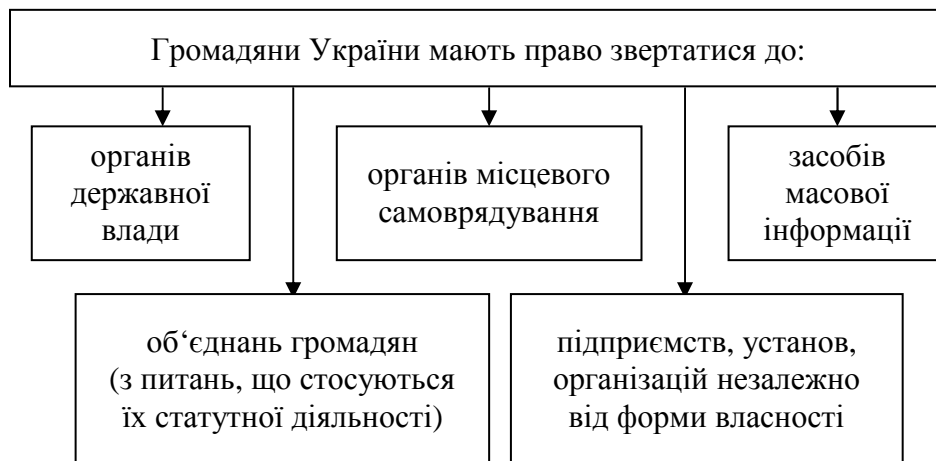 Громадяни України мають право звертатися до:
органів
державної
влади
органів місцевого
самоврядування
засобів
масової
інформації
об‘єднань громадян
(з питань, що стосуються
їх статутної діяльності)
підприємств, установ,
організацій незалежно
від форми власності